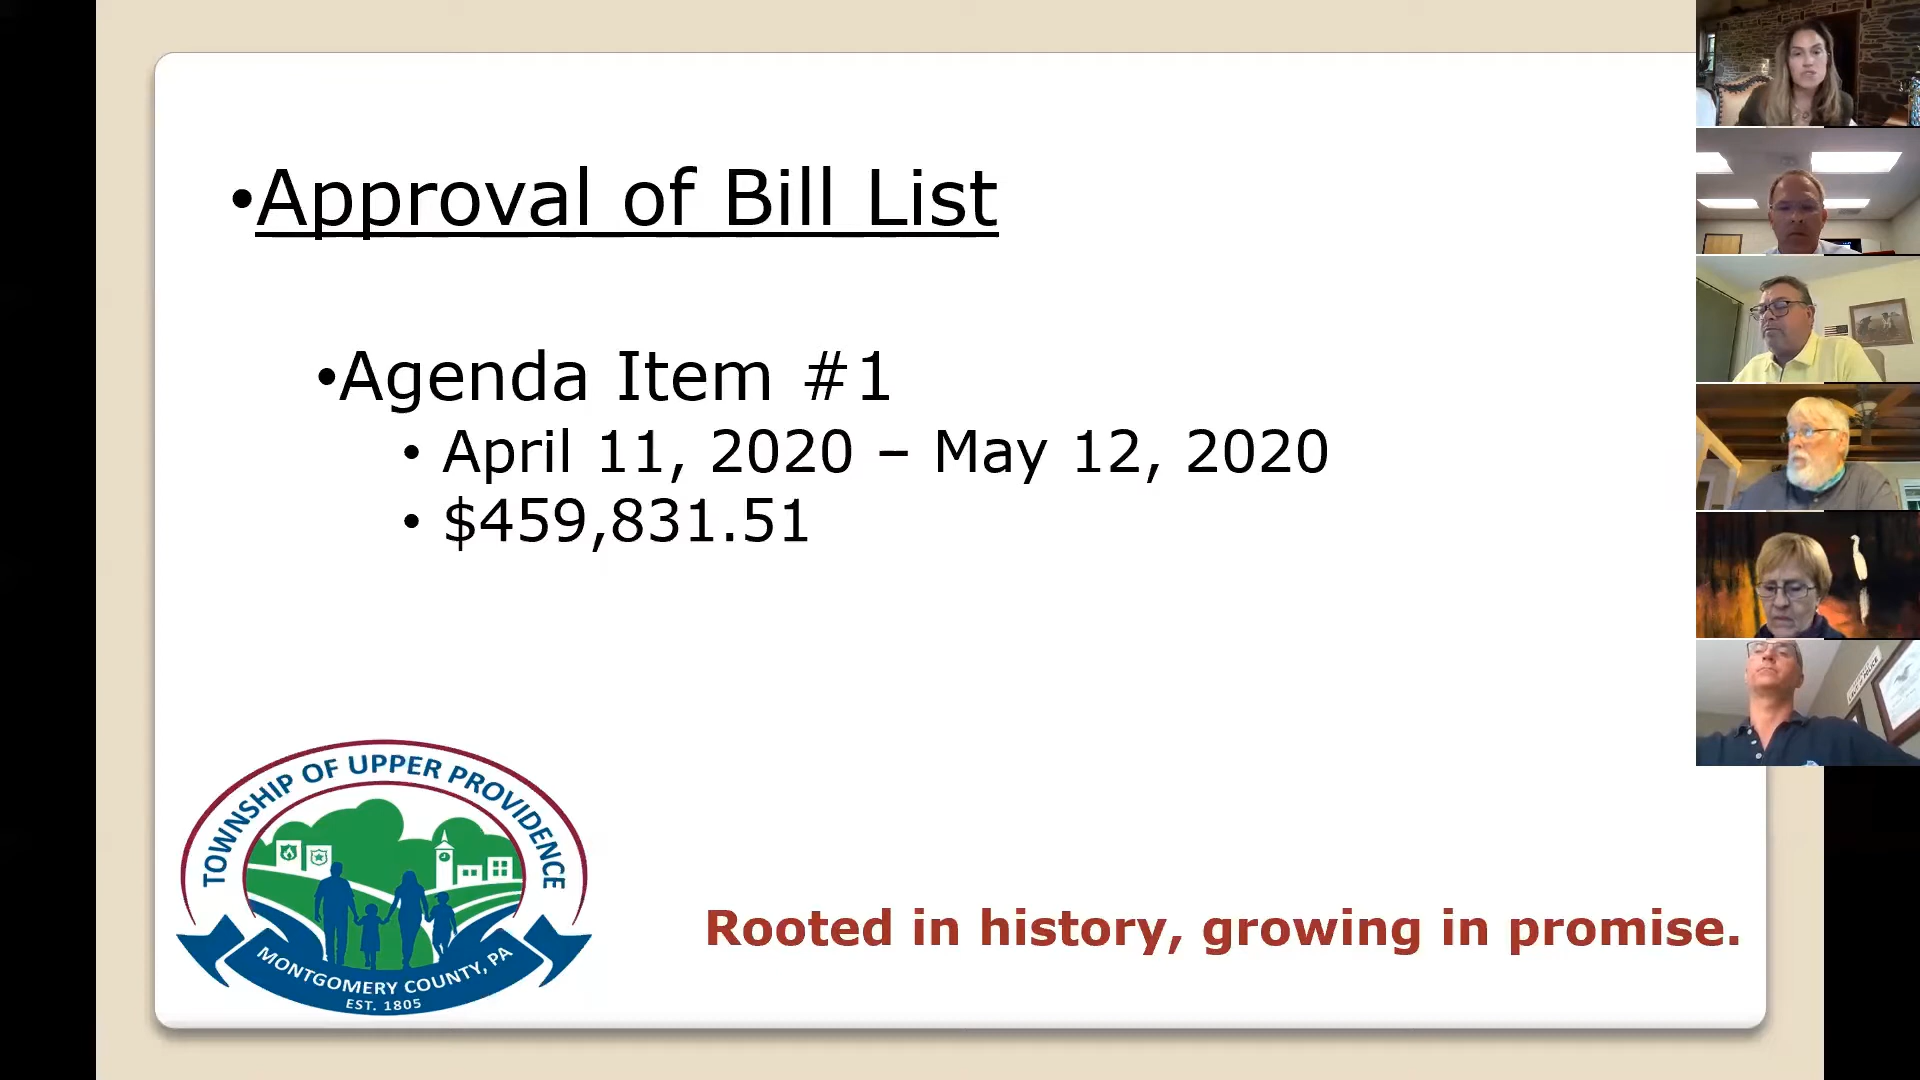 •Approval of Bill List
•Agenda Item #1
• April 11, 2020 – May 12, 2020
• $459,831.51
TOWNSHIP OF UPPER PROVIDENCE
MONTGOMERY COUNTY, PA
EST. 1805
Rooted in history, growing in promise.